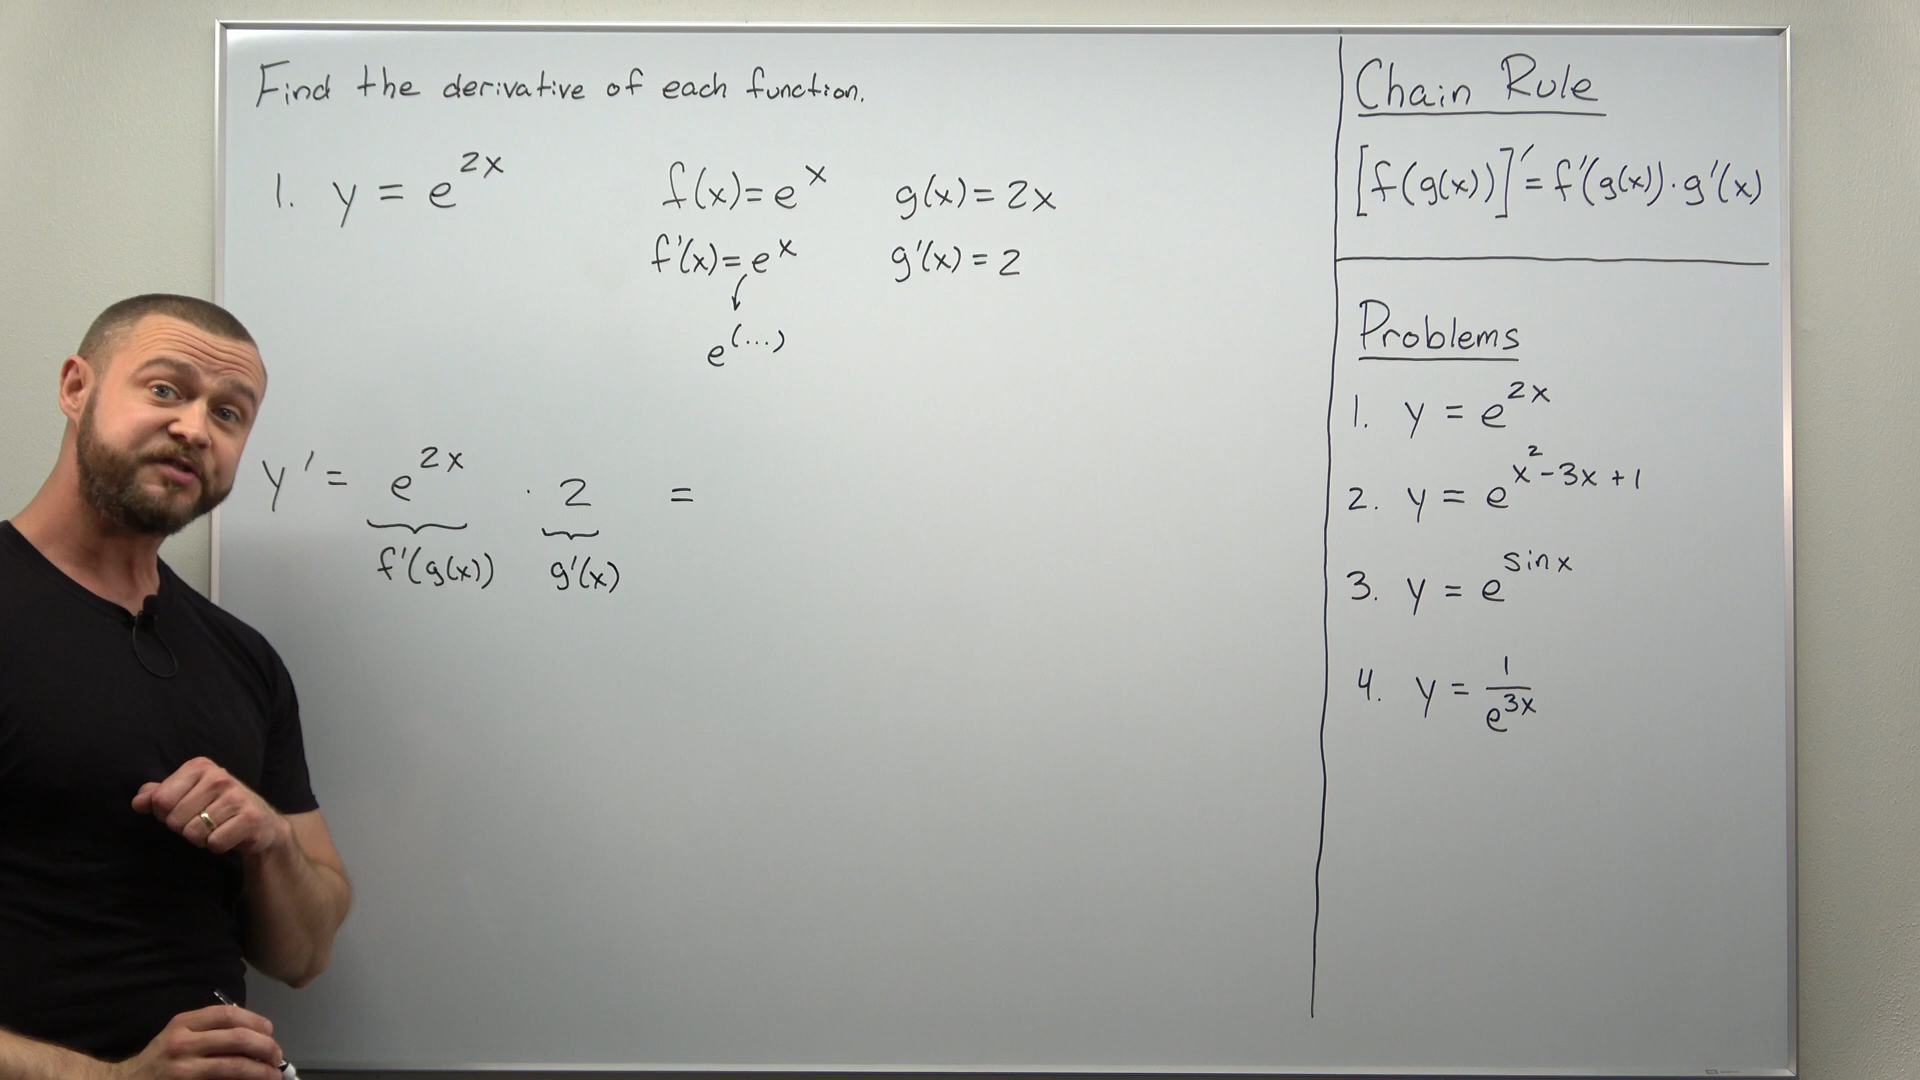 Find the derivative of each function.
1. y = e^{2x}
f(x)=e^x g(x)=2x
f'(x)=e^x g'(x)=2
e^{(...)}
y' = e^{2x} · 2 =
f'(g(x)) g'(x)
Chain Rule
[f(g(x))]'=f'(g(x))·g'(x)
Problems
1. y = e^{2x}
2. y = e^{x^2-3x+1}
3. y = e^{sinx}
4. y = 1/e^{3x}